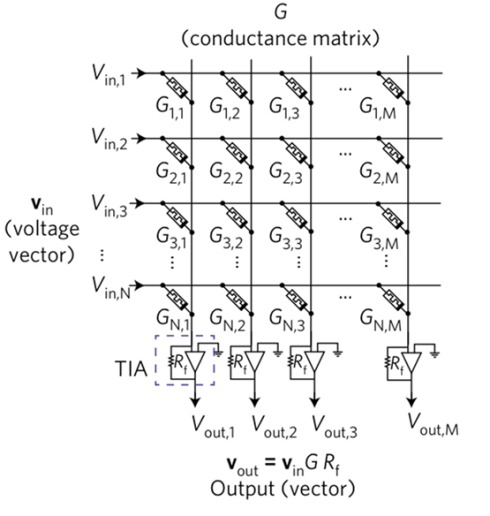 G
(conductance matrix)
V_in,1
G_1,1 G_1,2 G_1,3 ... G_1,M
V_in,2
G_2,1 G_2,2 G_2,3 ... G_2,M
v_in
(voltage
vector)
V_in,3
G_3,1 G_3,2 G_3,3 ... G_3,M
⋮ ⋮ ⋮ ⋮
V_in,N
G_N,1 G_N,2 G_N,3 ... G_N,M
TIA R_f R_f R_f R_f
V_out,1 V_out,2 V_out,3 V_out,M
v_out = v_in G R_f
Output (vector)